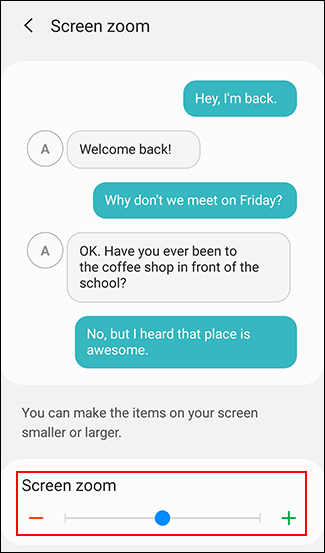 Screen zoom
Hey, I'm back.
A
Welcome back!
Why don't we meet on Friday?
A
OK. Have you ever been to
the coffee shop in front of the
school?
No, but I heard that place is
awesome.
You can make the items on your screen
smaller or larger.
Screen zoom